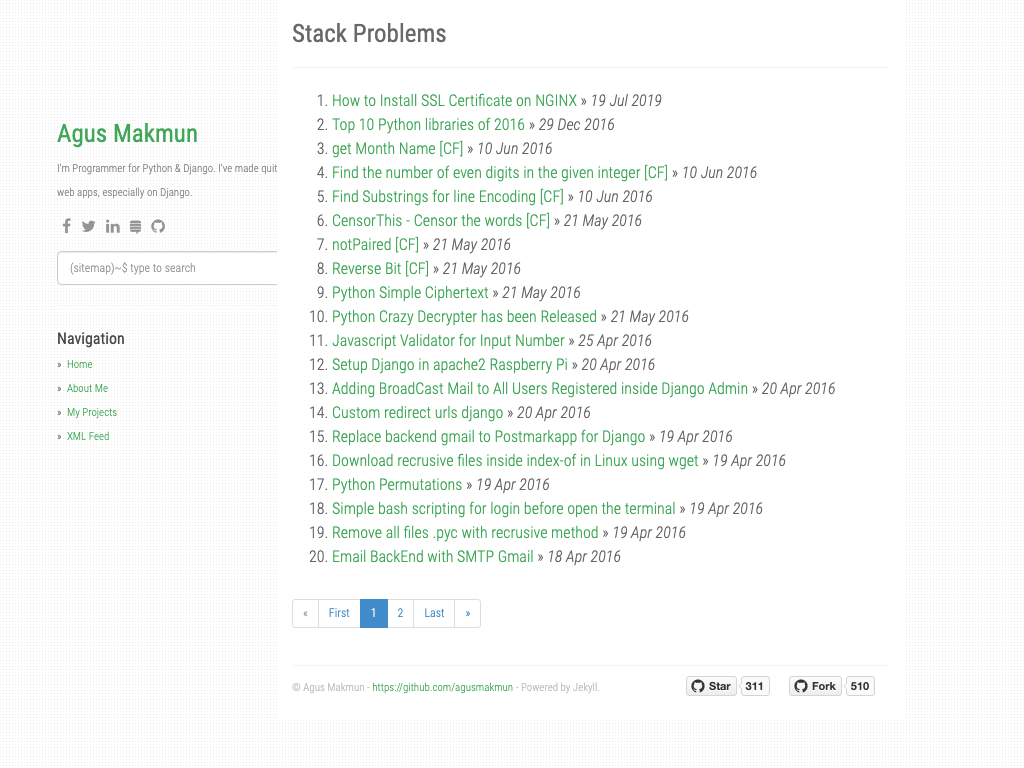 Agus Makmun
I'm Programmer for Python & Django. I've made quit
web apps, especially on Django.
(sitemap)~$ type to search
Navigation
» Home
» About Me
» My Projects
» XML Feed
Stack Problems
1. How to Install SSL Certificate on NGINX » 19 Jul 2019
2. Top 10 Python libraries of 2016 » 29 Dec 2016
3. get Month Name [CF] » 10 Jun 2016
4. Find the number of even digits in the given integer [CF] » 10 Jun 2016
5. Find Substrings for line Encoding [CF] » 10 Jun 2016
6. CensorThis - Censor the words [CF] » 21 May 2016
7. notPaired [CF] » 21 May 2016
8. Reverse Bit [CF] » 21 May 2016
9. Python Simple Ciphertext » 21 May 2016
10. Python Crazy Decrypter has been Released » 21 May 2016
11. Javascript Validator for Input Number » 25 Apr 2016
12. Setup Django in apache2 Raspberry Pi » 20 Apr 2016
13. Adding BroadCast Mail to All Users Registered inside Django Admin » 20 Apr 2016
14. Custom redirect urls django » 20 Apr 2016
15. Replace backend gmail to Postmarkapp for Django » 19 Apr 2016
16. Download recrusive files inside index-of in Linux using wget » 19 Apr 2016
17. Python Permutations » 19 Apr 2016
18. Simple bash scripting for login before open the terminal » 19 Apr 2016
19. Remove all files .pyc with recrusive method » 19 Apr 2016
20. Email BackEnd with SMTP Gmail » 18 Apr 2016
« First 1 2 Last »
© Agus Makmun - https://github.com/agusmakmun - Powered by Jekyll.
Star 311 Fork 510